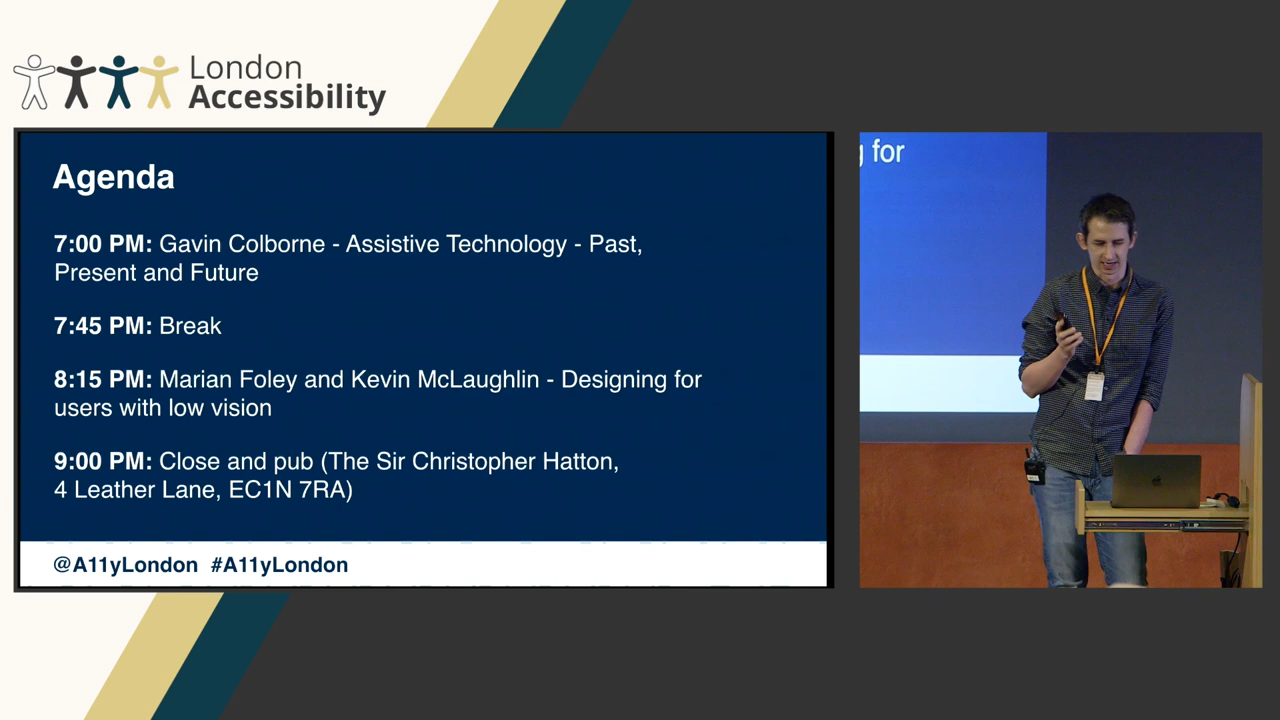 London
Accessibility
Agenda
7:00 PM: Gavin Colborne - Assistive Technology - Past,
Present and Future
7:45 PM: Break
8:15 PM: Marian Foley and Kevin McLaughlin - Designing for
users with low vision
9:00 PM: Close and pub (The Sir Christopher Hatton,
4 Leather Lane, EC1N 7RA)
@A11yLondon #A11yLondon
g for